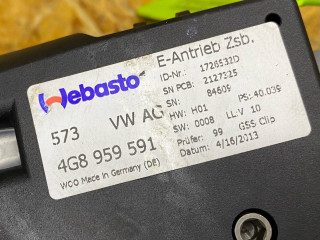 Webasto
E-Antrieb Zsb.
ID-Nr.: 1726532D
SN PCB: 2127325
SN: 84609
HW: H01 PS: 40.039
SW: 0008 LL: V 10
Prüfer: 99 GSS Clip
Datum: 4/16/2013
573 VW AG
4G8 959 591
WOO Made in Germany (DE)